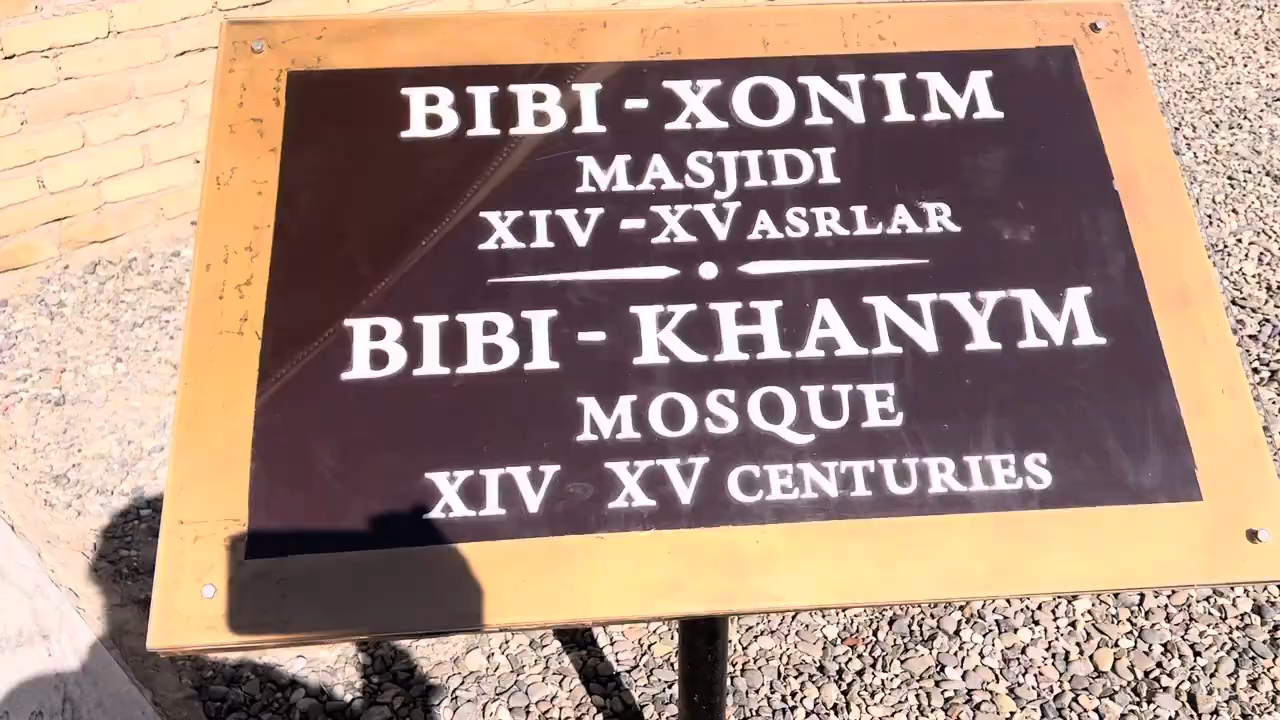 BIBI-XONIM
MASJIDI
XIV-XV ASRLAR
BIBI-KHANYM
MOSQUE
XIV XV CENTURIES